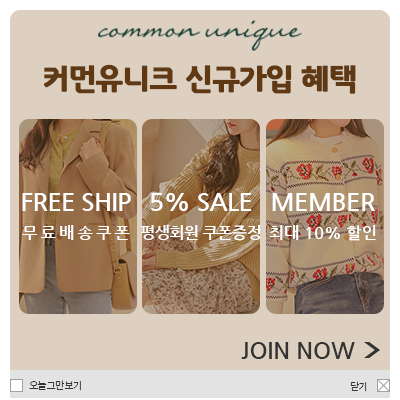 common unique
커먼유니크 신규가입 혜택
FREE SHIP
무료배송쿠폰
5% SALE
평생회원 쿠폰증정
MEMBER
최대 10% 할인
JOIN NOW >
오늘그만보기
닫기